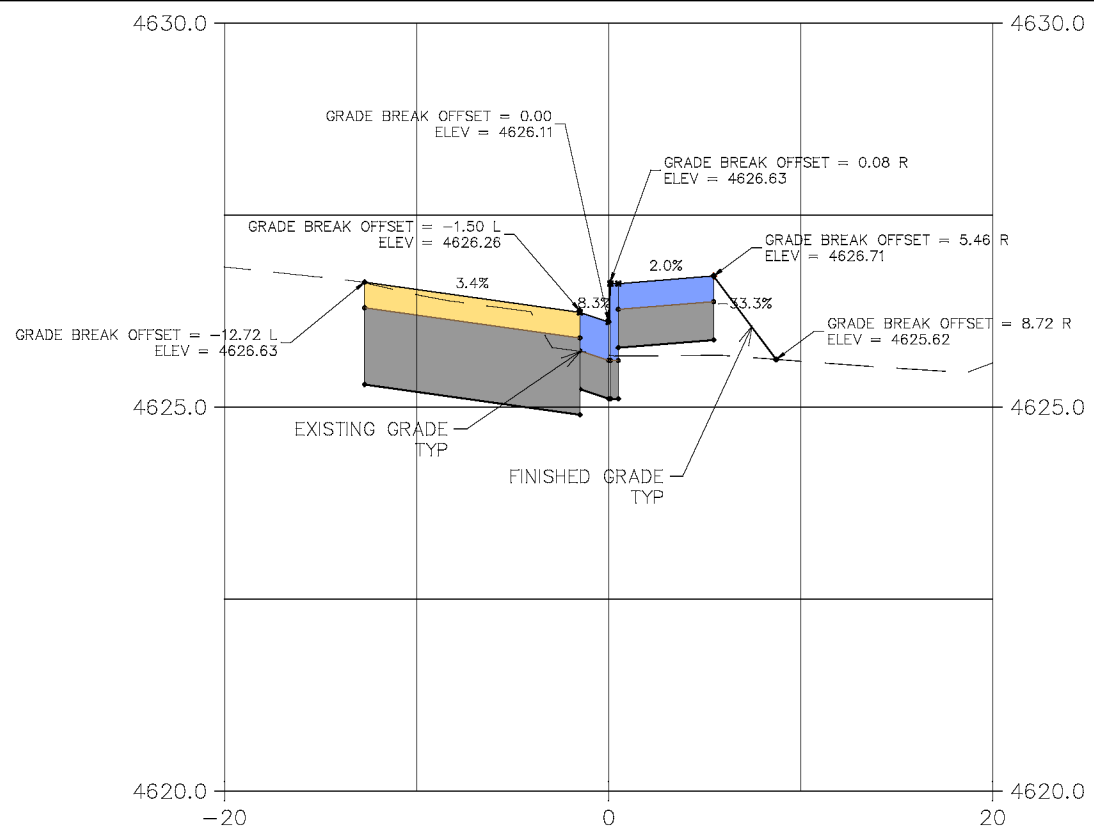 4630.0
4630.0
GRADE BREAK OFFSET = 0.00
ELEV = 4626.11
GRADE BREAK OFFSET = 0.08 R
ELEV = 4626.63
GRADE BREAK OFFSET = -1.50 L
ELEV = 4626.26
GRADE BREAK OFFSET = 5.46 R
ELEV = 4626.71
2.0%
3.4%
8.3%
-33.3%
GRADE BREAK OFFSET = -12.72 L
ELEV = 4626.63
GRADE BREAK OFFSET = 8.72 R
ELEV = 4625.62
4625.0
4625.0
EXISTING GRADE
TYP
FINISHED GRADE
TYP
4620.0
4620.0
-20
0
20